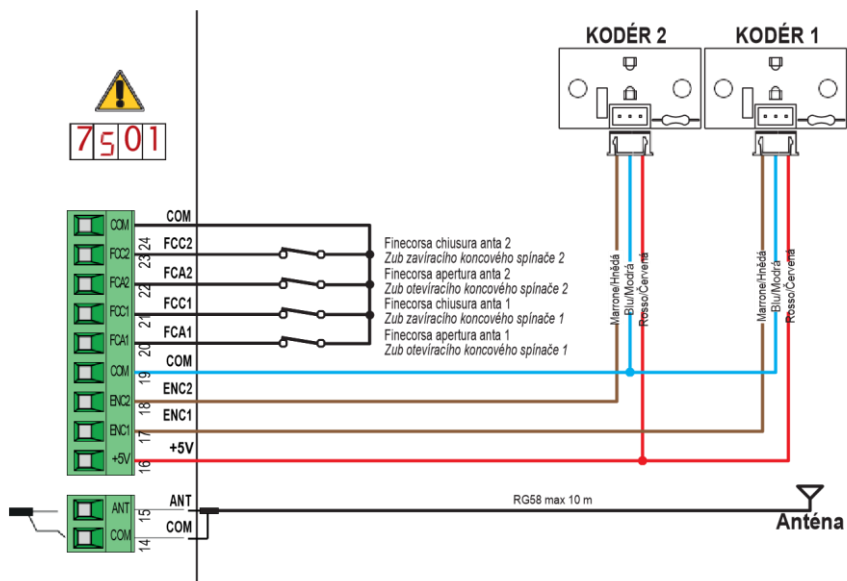 KODÉR 2
KODÉR 1
7501
COM
COM
24
FCC2
FCC2
23
FCA2
FCA2
22
FCC1
FCC1
21
FCA1
FCA1
20
COM
COM
19
ENC2
ENC2
18
ENC1
ENC1
17
+5V
+5V
16
Finecorsa chiusura anta 2
Zub zavíracího koncového spínače 2
Finecorsa apertura anta 2
Zub otevíracího koncového spínače 2
Finecorsa chiusura anta 1
Zub zavíracího koncového spínače 1
Finecorsa apertura anta 1
Zub otevíracího koncového spínače 1
Marrone/Hnědá
Blu/Modrá
Rosso/Červená
Marrone/Hnědá
Blu/Modrá
Rosso/Červená
ANT
ANT
15
COM
COM
14
RG58 max 10 m
Anténa